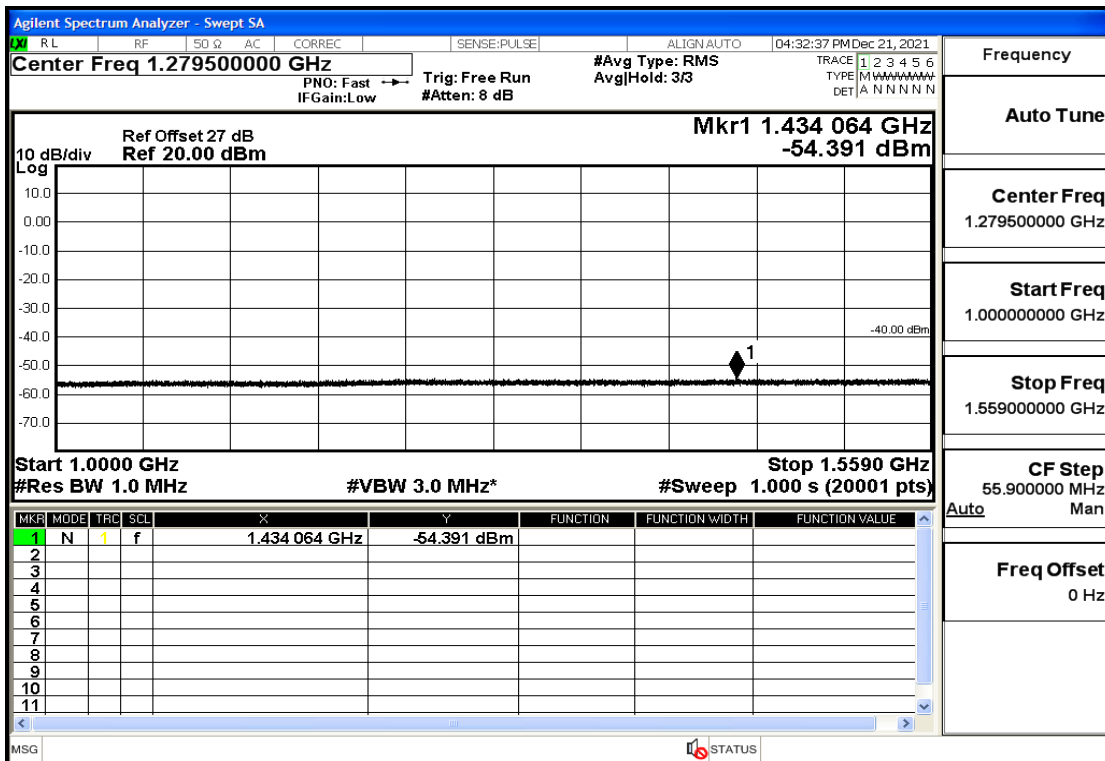 Agilent Spectrum Analyzer - Swept SA
LXI RL RF 50 Ω AC CORREC SENSE:PULSE ALIGN AUTO 04:32:37 PM Dec 21, 2021
Center Freq 1.279500000 GHz #Avg Type: RMS TRACE 1 2 3 4 5 6
PNO: Fast Trig: Free Run Avg|Hold: 3/3 TYPE M W W W W W
IFGain:Low #Atten: 8 dB DET A N N N N N
Ref Offset 27 dB Mkr1 1.434 064 GHz
10 dB/div Ref 20.00 dBm -54.391 dBm
Log
10.0
0.00
-10.0
-20.0
-30.0
-40.0 -40.00 dBm
1
-50.0
-60.0
-70.0
Start 1.0000 GHz Stop 1.5590 GHz
#Res BW 1.0 MHz #VBW 3.0 MHz* #Sweep 1.000 s (20001 pts)
MKR MODE TRC SCL X Y FUNCTION FUNCTION WIDTH FUNCTION VALUE
1 N 1 f 1.434 064 GHz -54.391 dBm
2
3
4
5
6
7
8
9
10
11
MSG STATUS
Frequency
Auto Tune
Center Freq
1.279500000 GHz
Start Freq
1.000000000 GHz
Stop Freq
1.559000000 GHz
CF Step
55.900000 MHz
Auto Man
Freq Offset
0 Hz